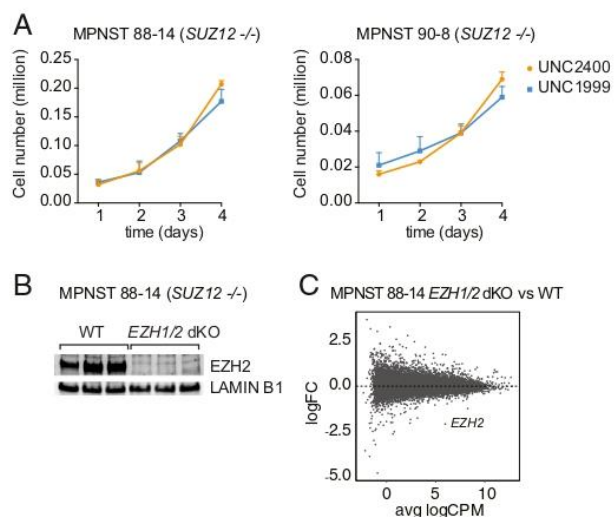 A
MPNST 88-14 (SUZ12 -/-)
Cell number (million)
0.25
0.20
0.15
0.10
0.05
0.00
1 2 3 4
time (days)
MPNST 90-8 (SUZ12 -/-)
Cell number (million)
0.08
0.06
0.04
0.02
0.00
1 2 3 4
time (days)
UNC2400
UNC1999
B
MPNST 88-14 (SUZ12 -/-)
WT EZH1/2 dKO
EZH2
LAMIN B1
C
MPNST 88-14 EZH1/2 dKO vs WT
logFC
2.5
0.0
-2.5
-5.0
EZH2
0 5 10
avg logCPM